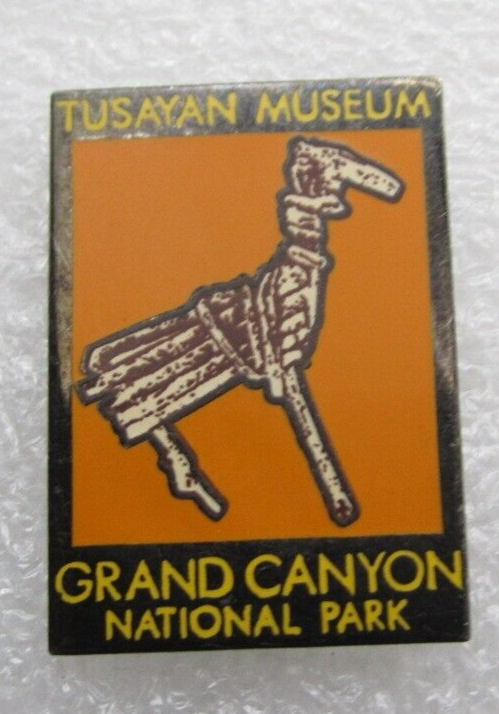 TUSAYAN MUSEUM
GRAND CANYON
NATIONAL PARK